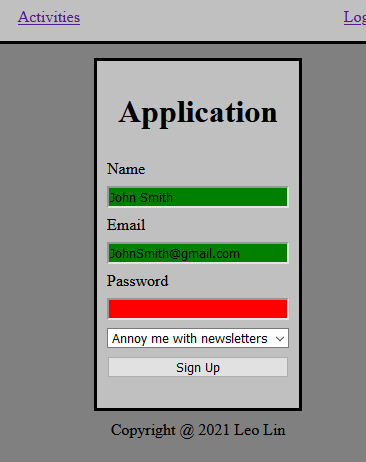 Activities Log
Application
Name
John Smith
Email
JohnSmith@gmail.com
Password
Annoy me with newsletters
Sign Up
Copyright @ 2021 Leo Lin